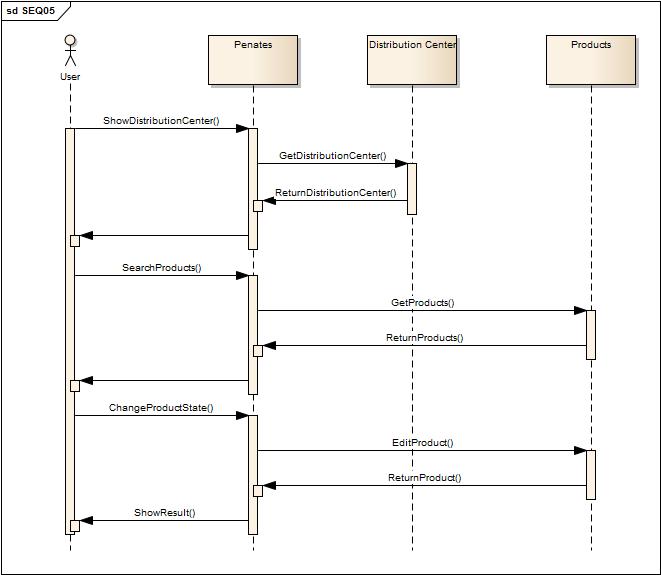 sd SEQ05
Penates
Distribution Center
Products
User
ShowDistributionCenter()
GetDistributionCenter()
ReturnDistributionCenter()
SearchProducts()
GetProducts()
ReturnProducts()
ChangeProductState()
EditProduct()
ReturnProduct()
ShowResult()